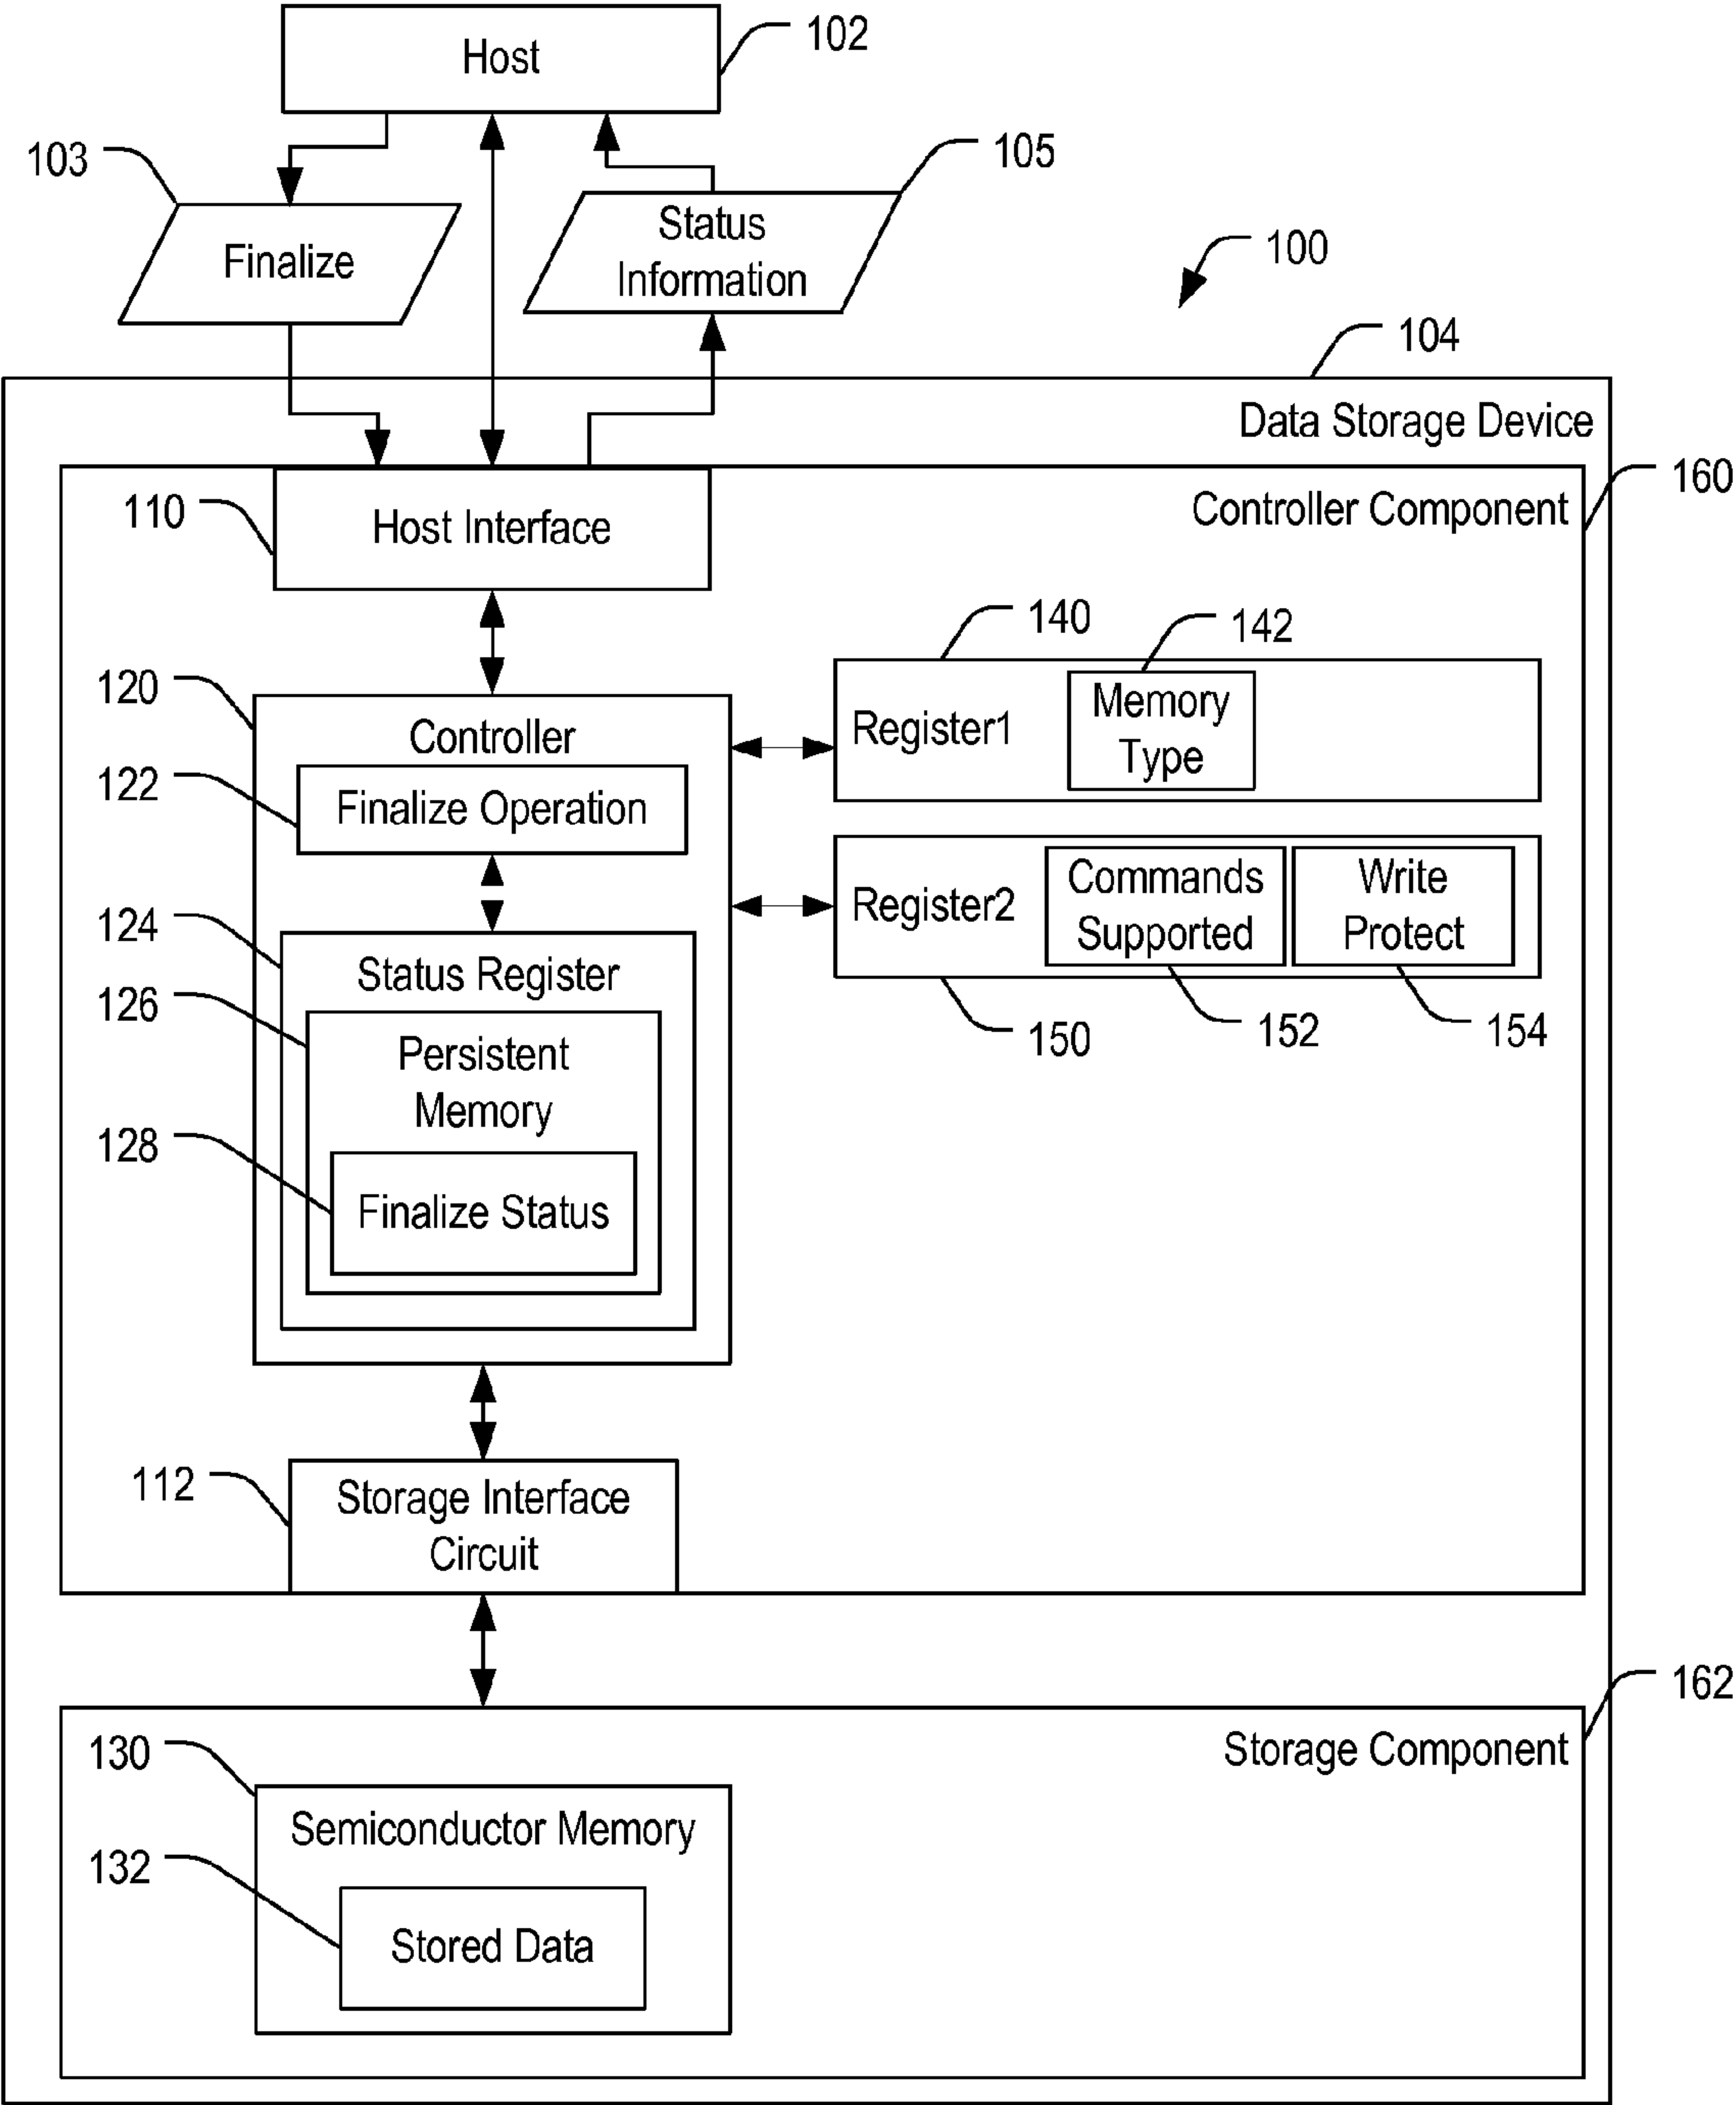 Host
102
103
105
Finalize
Status
Information
100
104
Data Storage Device
160
Controller Component
110
Host Interface
140
142
120
Controller
Register1
Memory
Type
122
Finalize Operation
Register2
Commands
Supported
Write
Protect
124
Status Register
126
150
152
154
Persistent
Memory
128
Finalize Status
112
Storage Interface
Circuit
162
130
Storage Component
Semiconductor Memory
132
Stored Data